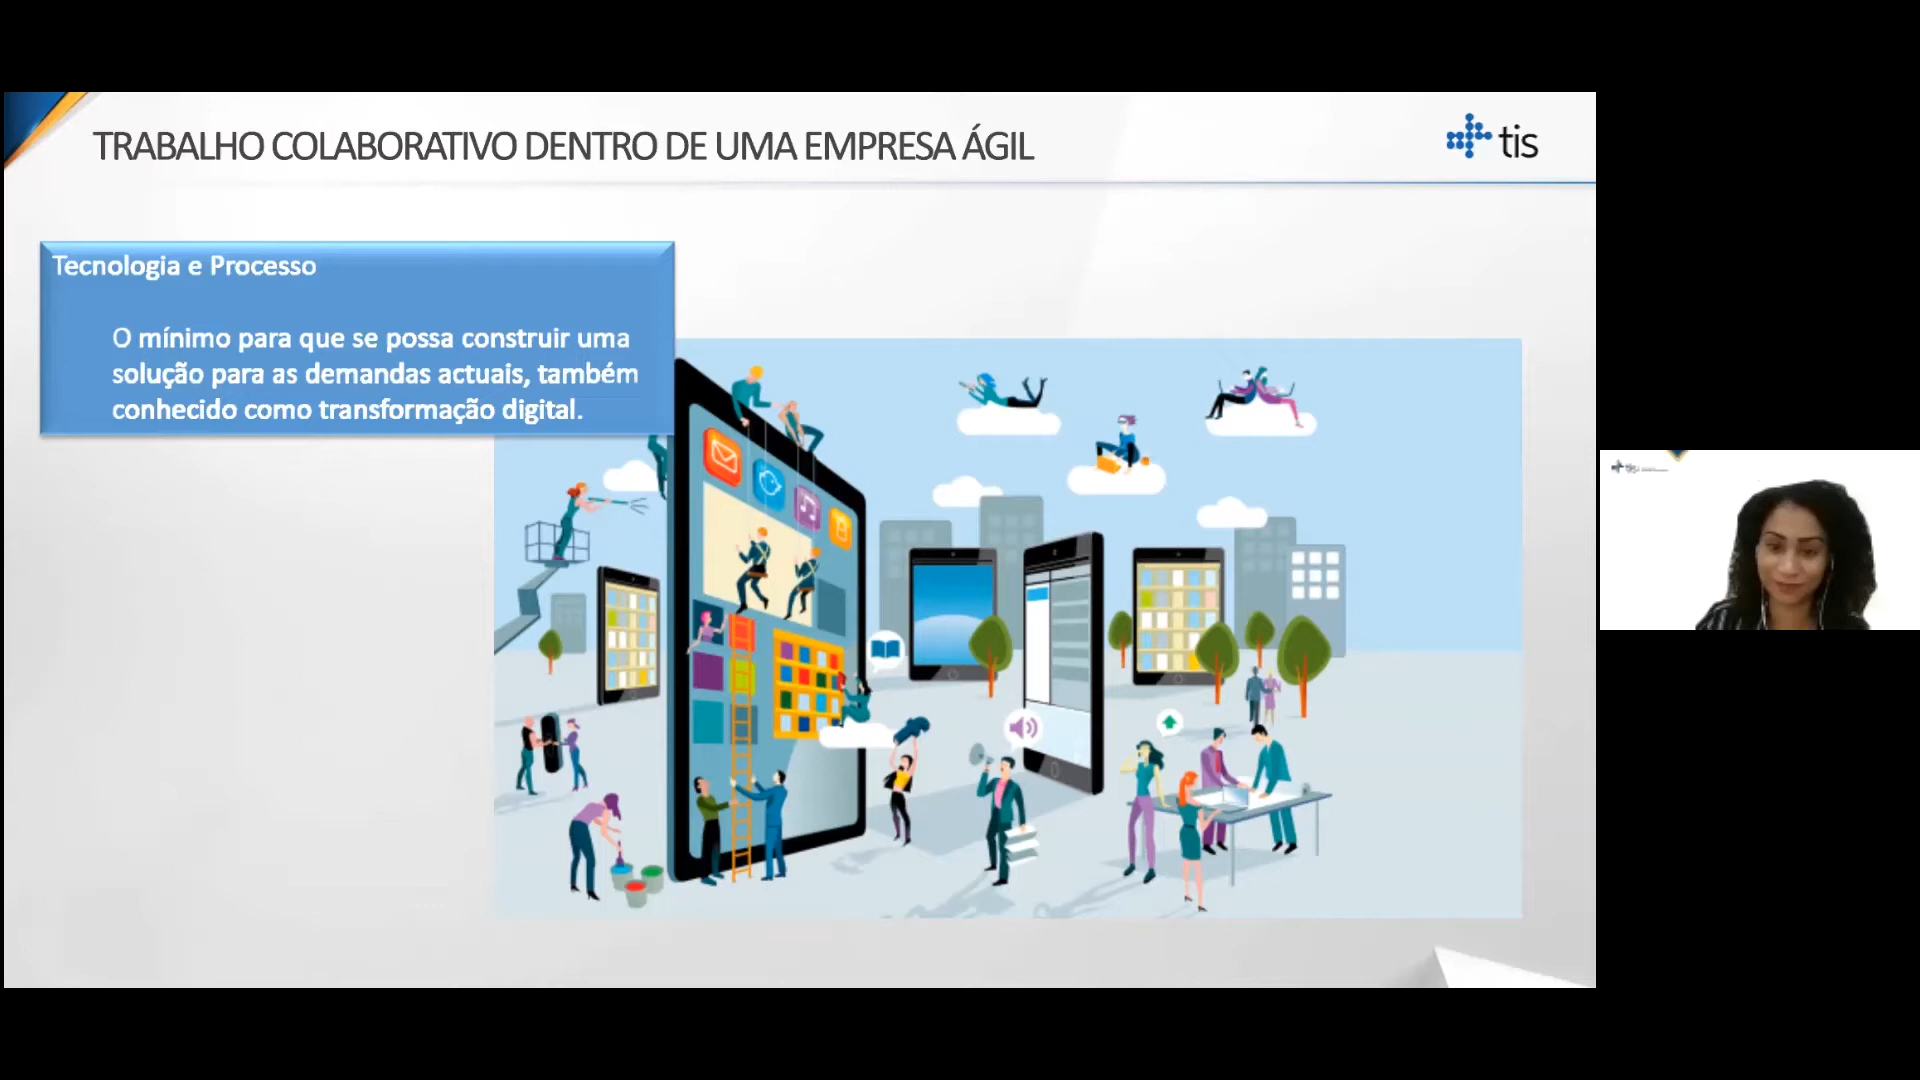 TRABALHO COLABORATIVO DENTRO DE UMA EMPRESA ÁGIL
tis
Tecnologia e Processo
O mínimo para que se possa construir uma
solução para as demandas actuais, também
conhecido como transformação digital.
tis